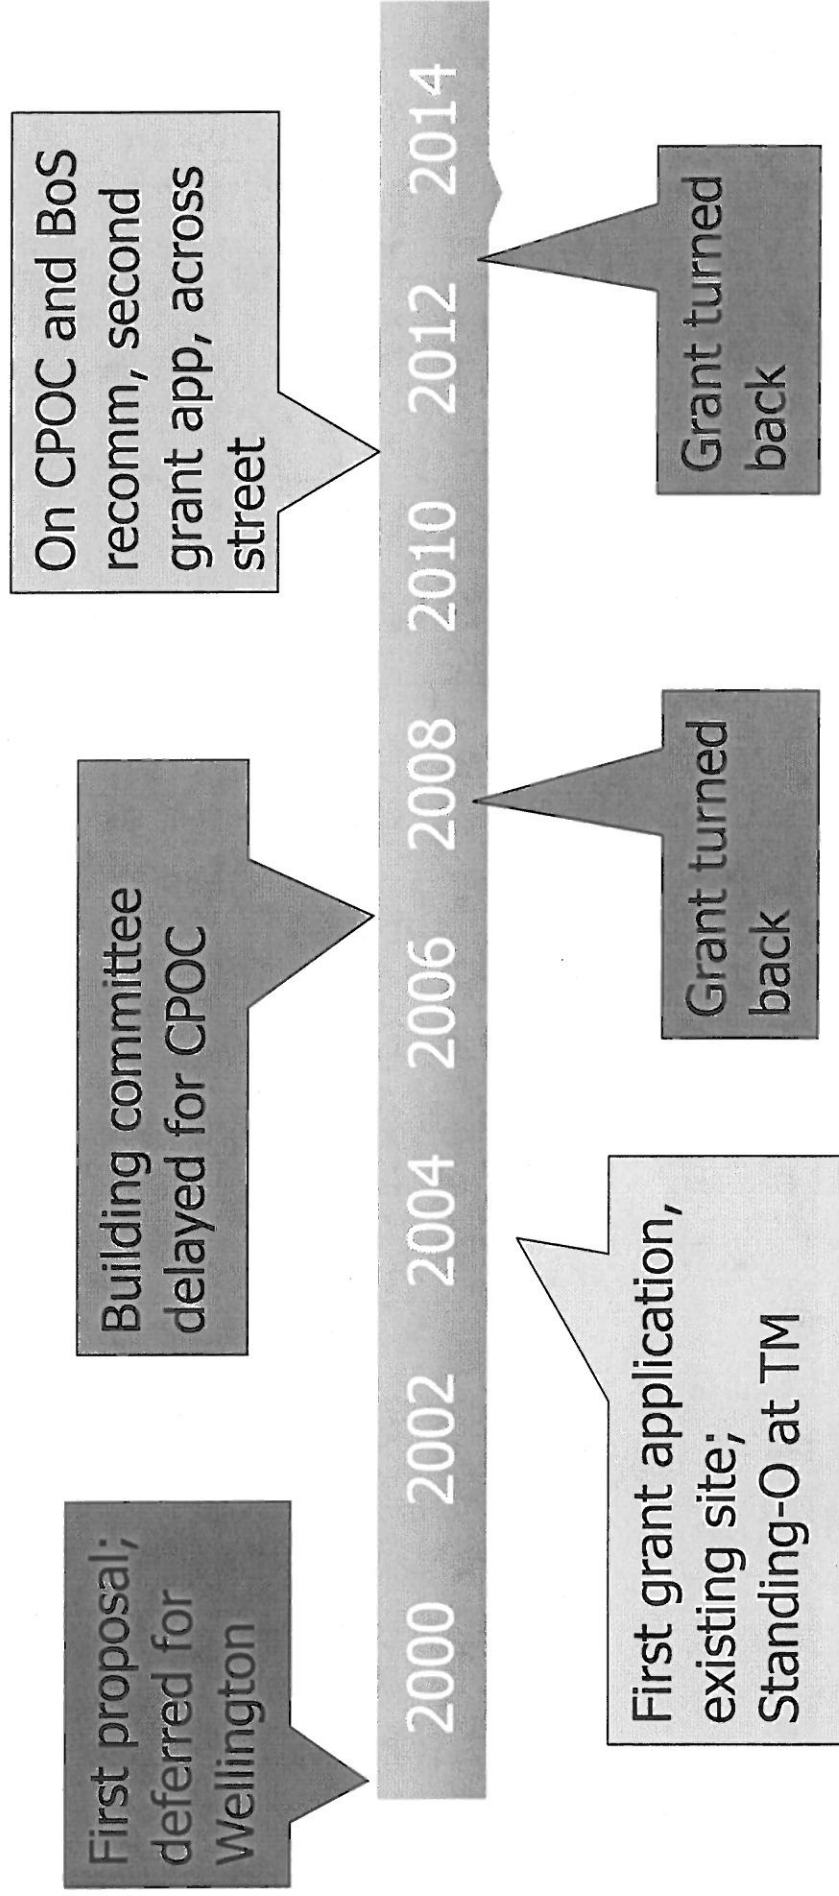 First proposal;
deferred for
Wellington
Building committee
delayed for CPOC
On CPOC and BoS
recomm, second
grant app, across
street
2000 2002 2004 2006 2008 2010 2012 2014
First grant application,
existing site;
Standing-O at TM
Grant turned
back
Grant turned
back